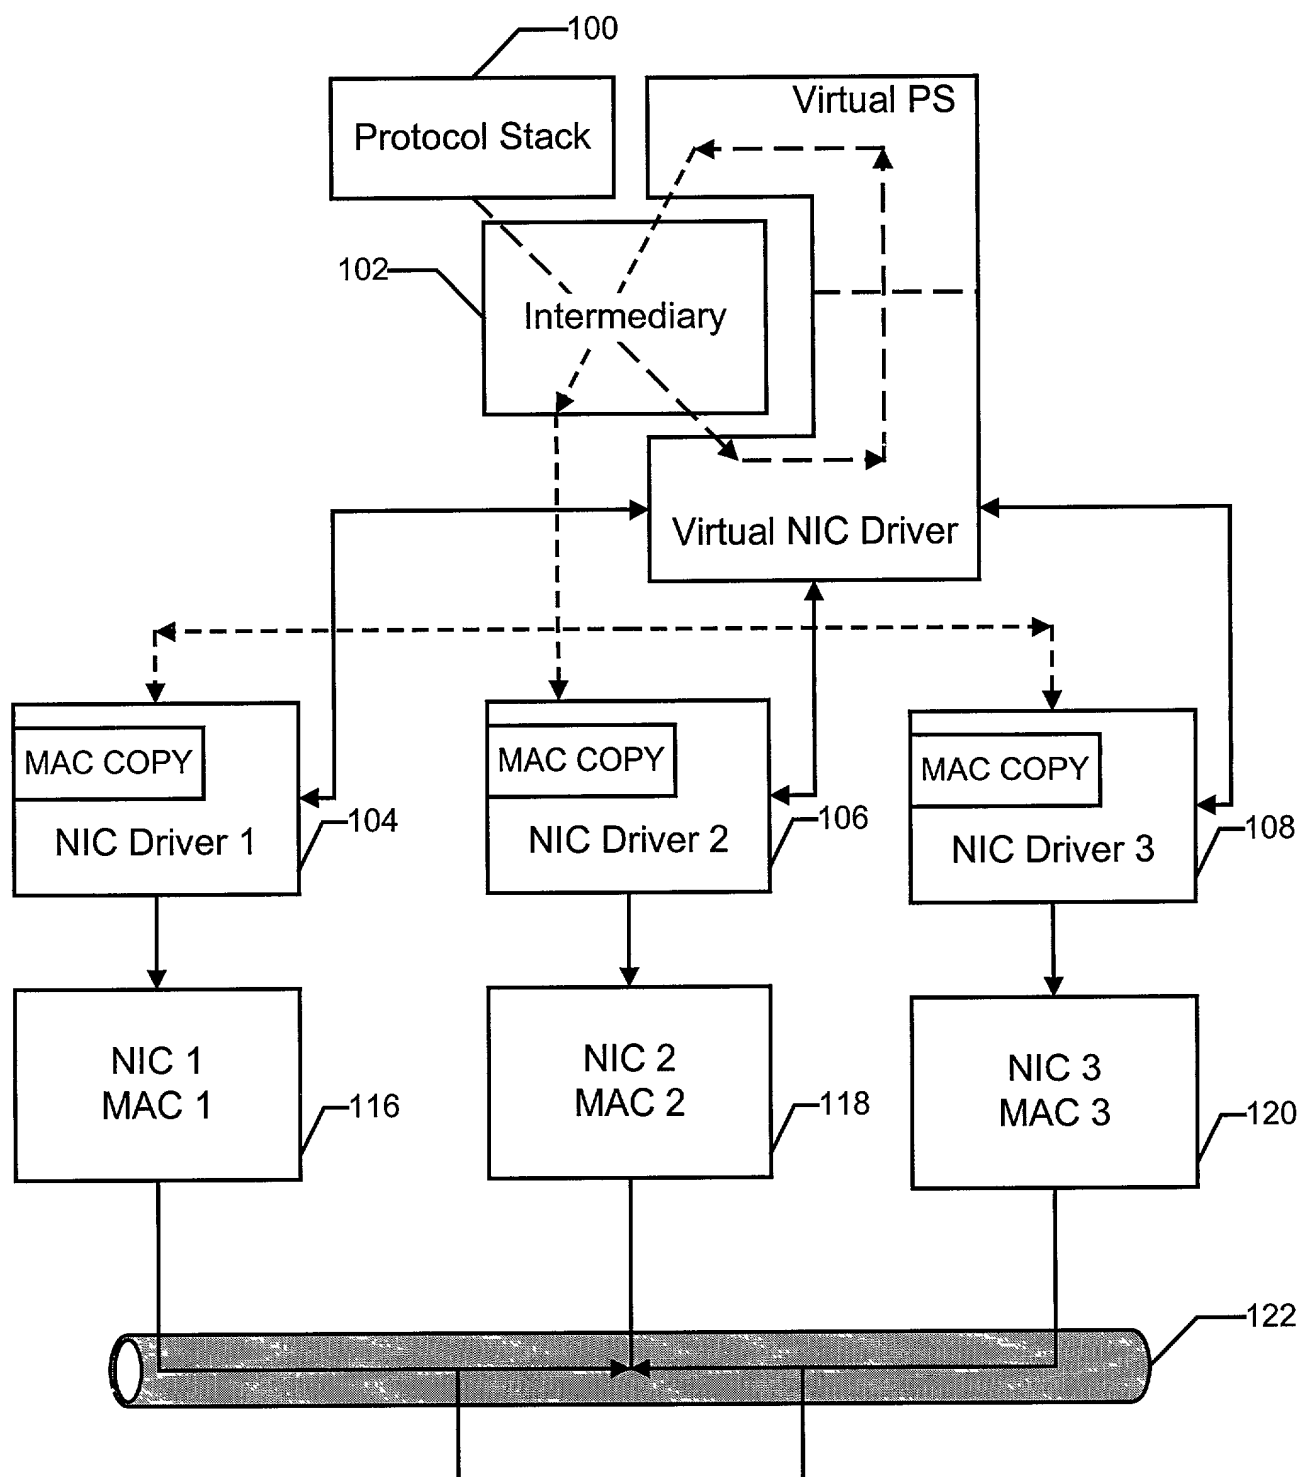 100
Virtual PS
Protocol Stack
102
Intermediary
Virtual NIC Driver
MAC COPY
MAC COPY
MAC COPY
NIC Driver 1
104
NIC Driver 2
106
NIC Driver 3
108
NIC 1
MAC 1
116
NIC 2
MAC 2
118
NIC 3
MAC 3
120
122